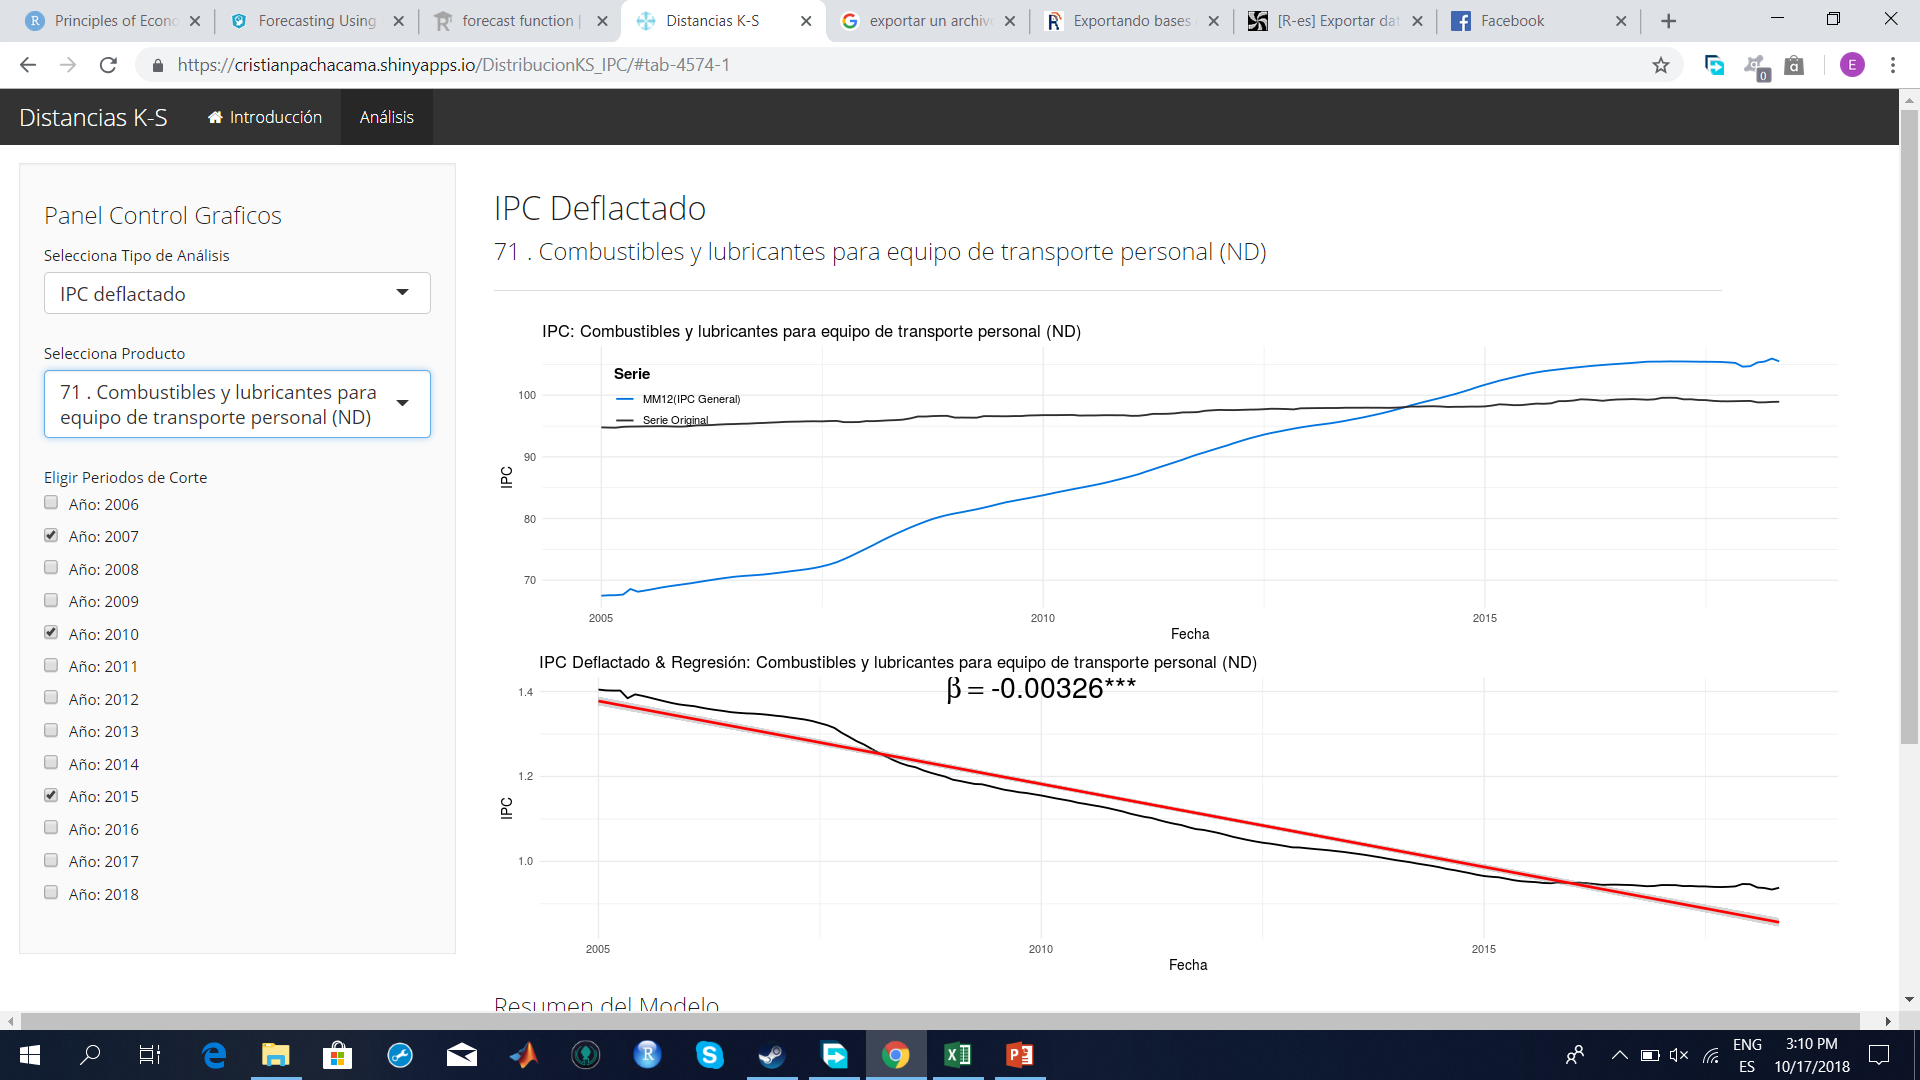 Principles of Econo
Forecasting Using
forecast function |
Distancias K-S
exportar un archivo
Exportando bases
[R-es] Exportar dat
Facebook
https://cristianpachacama.shinyapps.io/DistribucionKS_IPC/#tab-4574-1
0
E
Distancias K-S
Introducción
Análisis
Panel Control Graficos
Selecciona Tipo de Análisis
IPC deflactado
Selecciona Producto
71 . Combustibles y lubricantes para
equipo de transporte personal (ND)
Eligir Periodos de Corte
Año: 2006
Año: 2007
Año: 2008
Año: 2009
Año: 2010
Año: 2011
Año: 2012
Año: 2013
Año: 2014
Año: 2015
Año: 2016
Año: 2017
Año: 2018
IPC Deflactado
71 . Combustibles y lubricantes para equipo de transporte personal (ND)
IPC: Combustibles y lubricantes para equipo de transporte personal (ND)
Serie
MM12(IPC General)
Serie Original
100
90
80
70
IPC
2005
2010
2015
Fecha
IPC Deflactado & Regresión: Combustibles y lubricantes para equipo de transporte personal (ND)
β = -0.00326***
1.4
1.2
1.0
IPC
2005
2010
2015
Fecha
Resumen del Modelo
ENG
ES
3:10 PM
10/17/2018